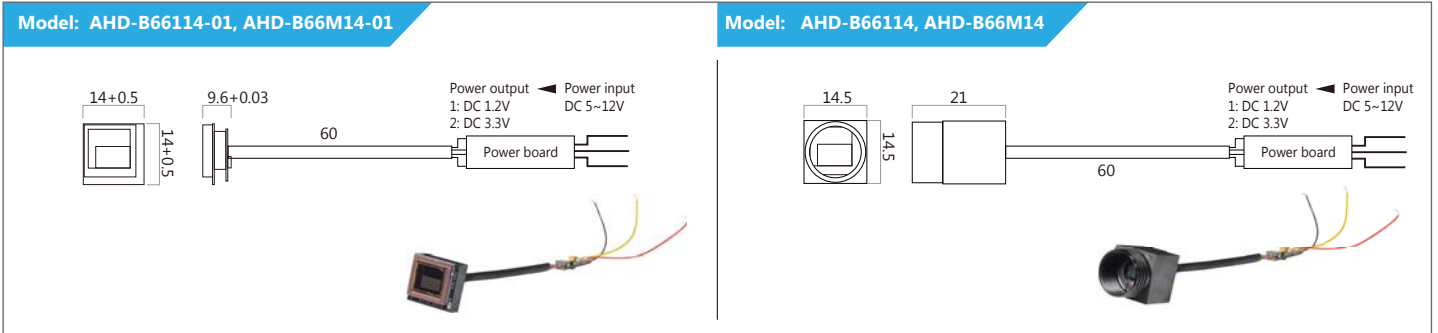 Model: AHD-B66114-01, AHD-B66M14-01
14+0.5
9.6+0.03
14+0.5
60
Power output ◄ Power input
1: DC 1.2V DC 5~12V
2: DC 3.3V
Power board
Model: AHD-B66114, AHD-B66M14
14.5
21
14.5
60
Power output ◄ Power input
1: DC 1.2V DC 5~12V
2: DC 3.3V
Power board